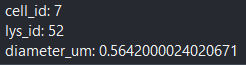 cell_id: 7
lys_id: 52
diameter_um: 0.5642000024020671